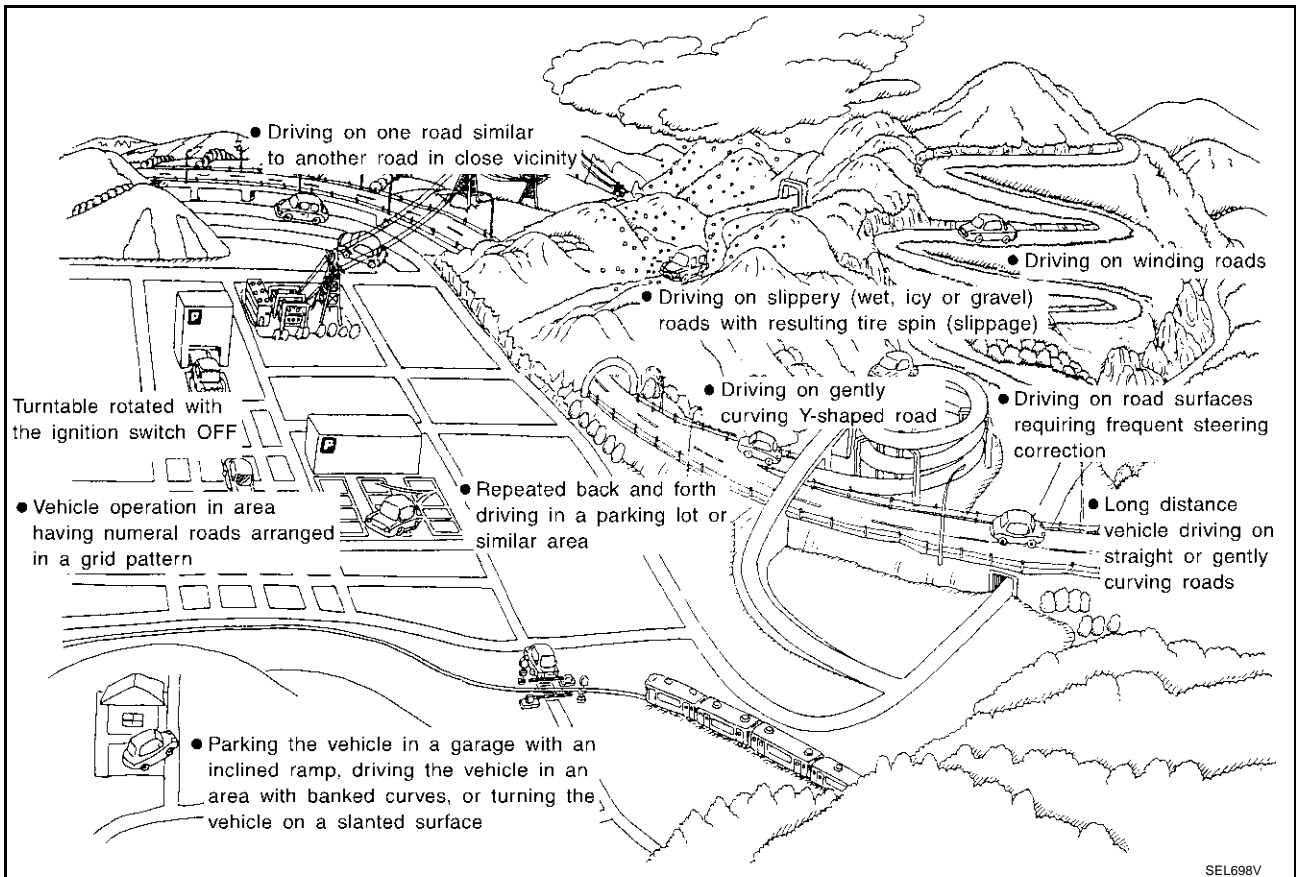 ● Driving on one road similar
to another road in close vicinity
● Driving on winding roads
● Driving on slippery (wet, icy or gravel)
roads with resulting tire spin (slippage)
P
Turntable rotated with
the ignition switch OFF
● Driving on gently
curving Y-shaped road
● Driving on road surfaces
requiring frequent steering
correction
P
● Vehicle operation in area
having numeral roads arranged
in a grid pattern
● Repeated back and forth
driving in a parking lot or
similar area
● Long distance
vehicle driving on
straight or gently
curving roads
● Parking the vehicle in a garage with an
inclined ramp, driving the vehicle in an
area with banked curves, or turning the
vehicle on a slanted surface
SEL698V